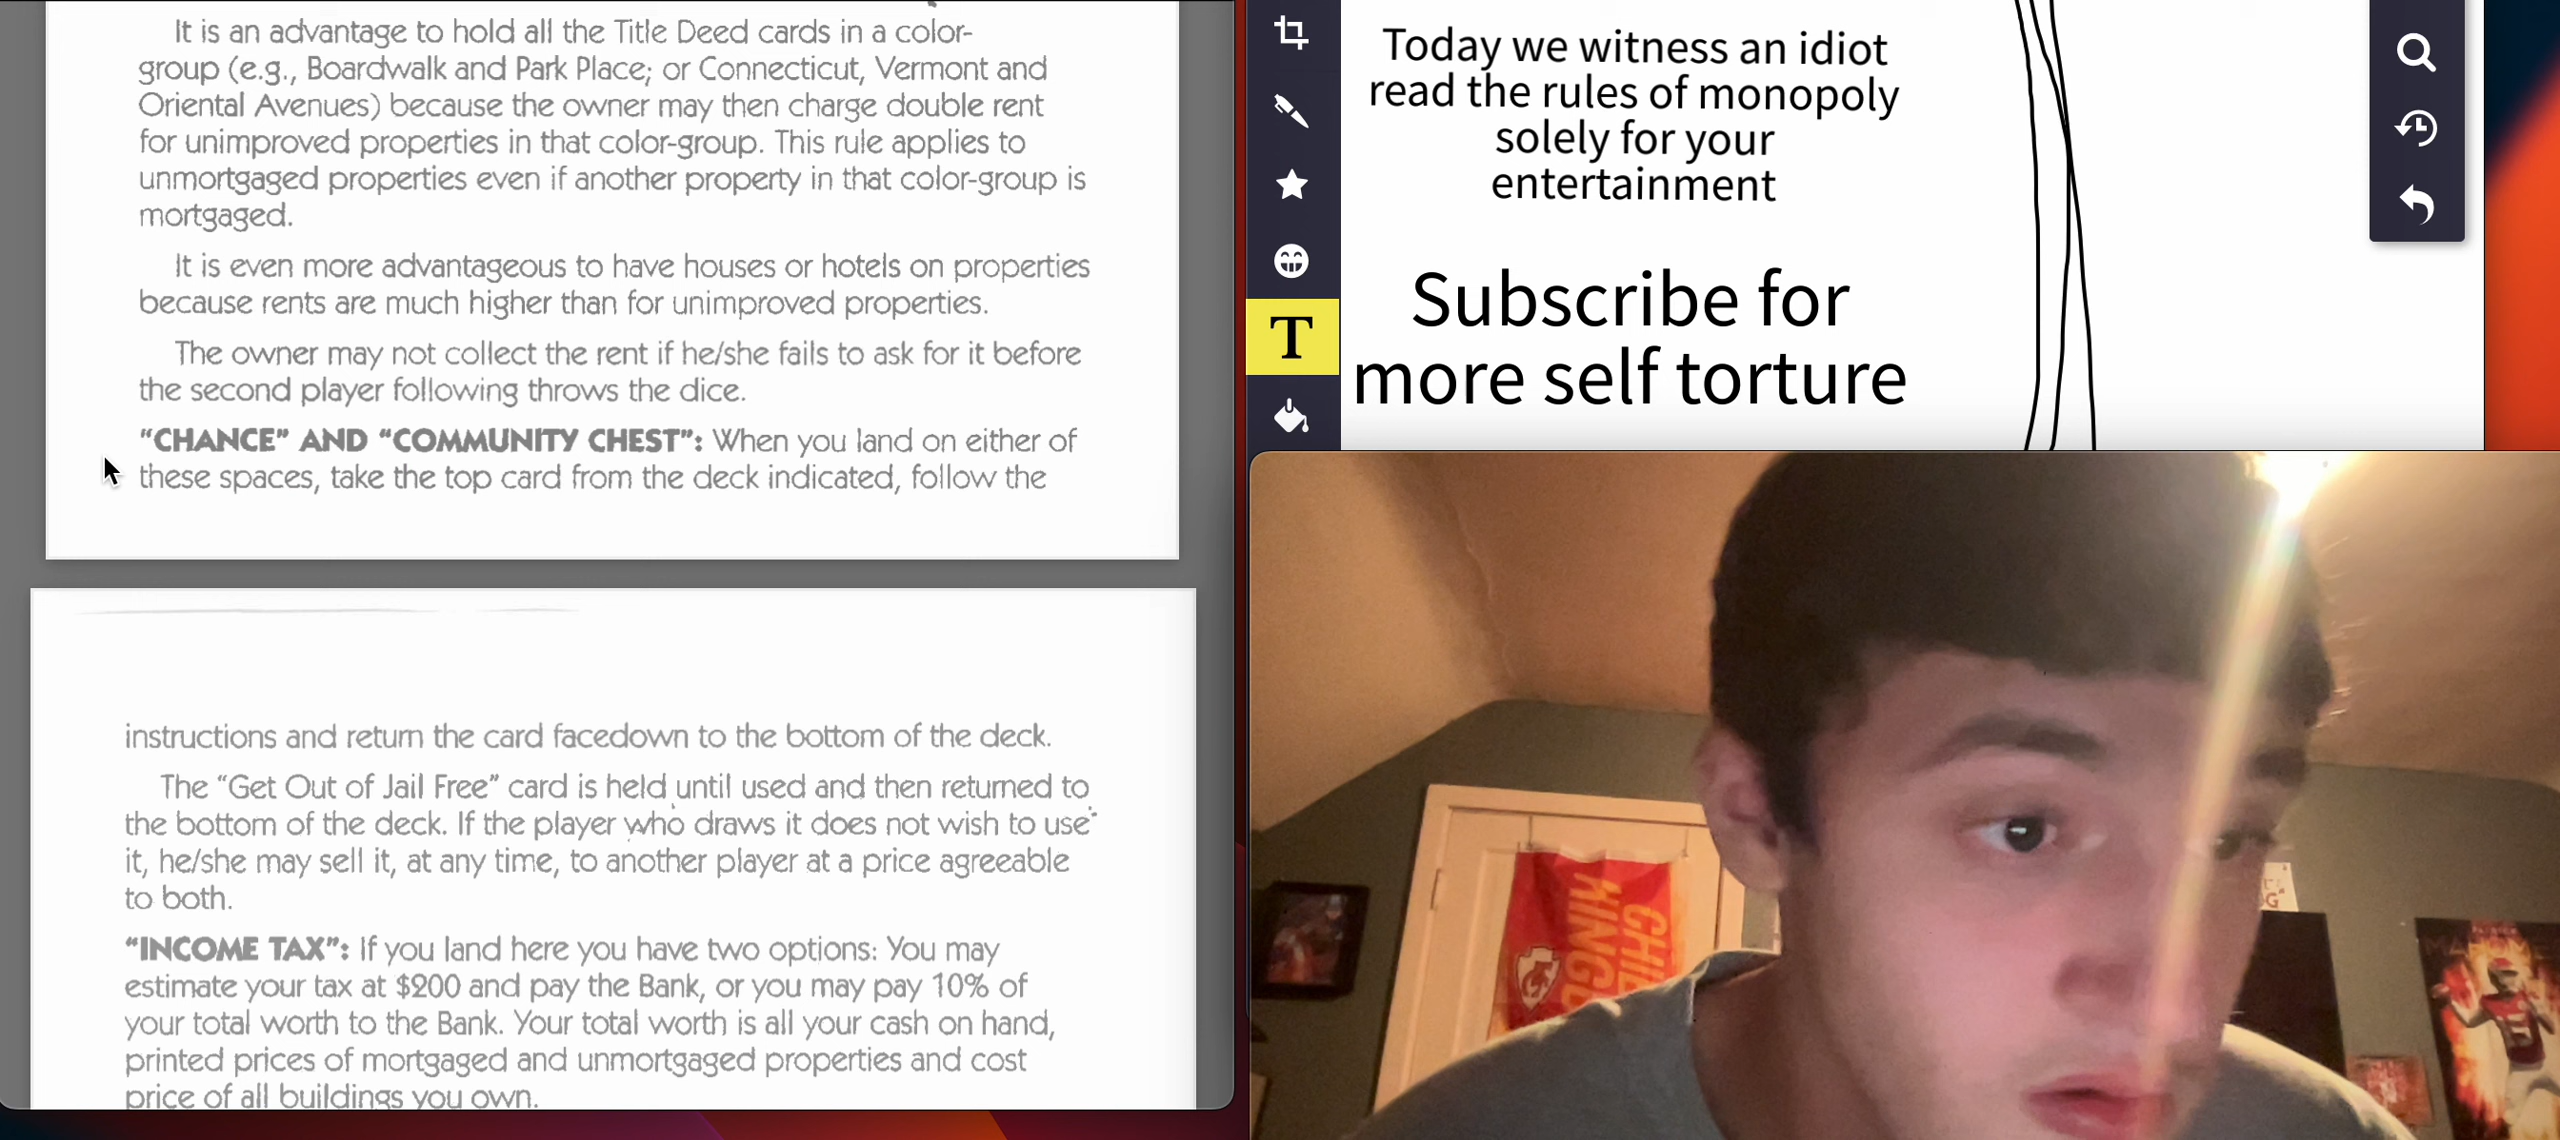 It is an advantage to hold all the Title Deed cards in a color-
group (e.g., Boardwalk and Park Place; or Connecticut, Vermont and
Oriental Avenues) because the owner may then charge double rent
for unimproved properties in that color-group. This rule applies to
unmortgaged properties even if another property in that color-group is
mortgaged.
It is even more advantageous to have houses or hotels on properties
because rents are much higher than for unimproved properties.
The owner may not collect the rent if he/she fails to ask for it before
the second player following throws the dice.
“CHANCE” AND “COMMUNITY CHEST”: When you land on either of
these spaces, take the top card from the deck indicated, follow the
instructions and return the card facedown to the bottom of the deck.
The “Get Out of Jail Free” card is held until used and then returned to
the bottom of the deck. If the player who draws it does not wish to use
it, he/she may sell it, at any time, to another player at a price agreeable
to both.
“INCOME TAX”: If you land here you have two options: You may
estimate your tax at $200 and pay the Bank, or you may pay 10% of
your total worth to the Bank. Your total worth is all your cash on hand,
printed prices of mortgaged and unmortgaged properties and cost
price of all buildings you own.
Today we witness an idiot
read the rules of monopoly
solely for your
entertainment
Subscribe for
more self torture
T
15